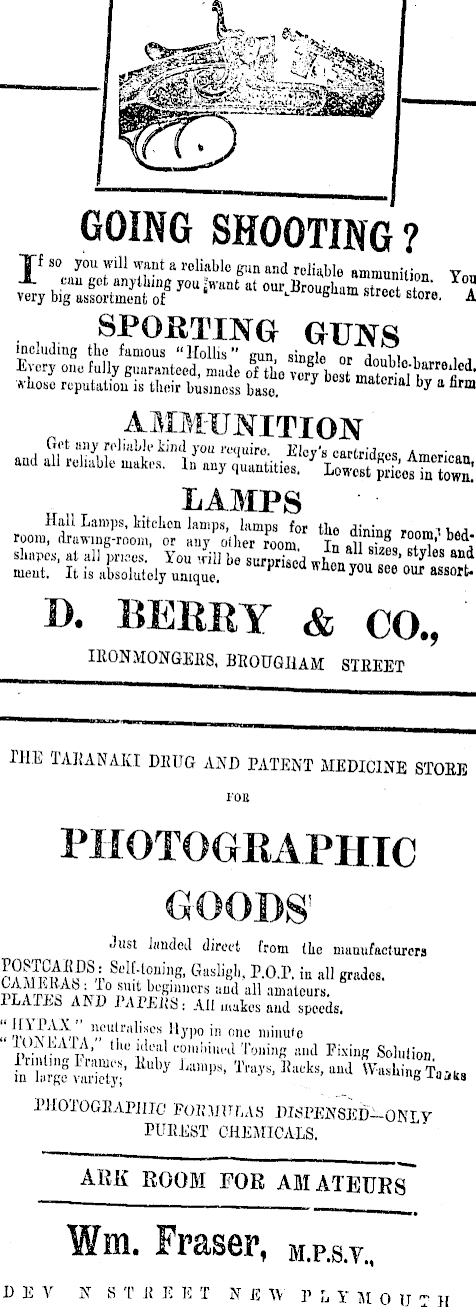 GOING SHOOTING?
If so you will want a reliable gun and reliable ammunition. You
can get anything you want at our Brougham street store. A
very big assortment of
SPORTING GUNS
including the famous "Hollis" gun, single or double-barreled.
Every one fully guaranteed, made of the very best material by a firm
whose reputation is their business base.
AMMUNITION
Get any reliable kind you require. Eley's cartridges, American,
and all reliable makes. In any quantities. Lowest prices in town.
LAMPS
Hall Lamps, kitchen lamps, lamps for the dining room, bed-
room, drawing-room, or any other room. In all sizes, styles and
shapes, at all prices. You will be surprised when you see our assort-
ment. It is absolutely unique.
D. BERRY & CO.,
IRONMONGERS, BROUGHAM STREET
THE TARANAKI DRUG AND PATENT MEDICINE STORE
FOR
PHOTOGRAPHIC
GOODS
Just landed direct from the manufacturers
POSTCARDS: Self-toning, Gasligh, P.O.P. in all grades.
CAMERAS: To suit beginners and all amateurs.
PLATES AND PAPERS: All makes and speeds.
"HYPAX" neutralises Hypo in one minute
"TONEATA," the ideal combined Toning and Fixing Solution.
Printing Frames, Ruby Lamps, Trays, Racks, and Washing Tanks
in large variety;
PHOTOGRAPHIC FORMULAS DISPENSED—ONLY
PUREST CHEMICALS.
ARK ROOM FOR AMATEURS
Wm. Fraser, M.P.S.V.,
DEV N STREET NEW PLYMOUTH